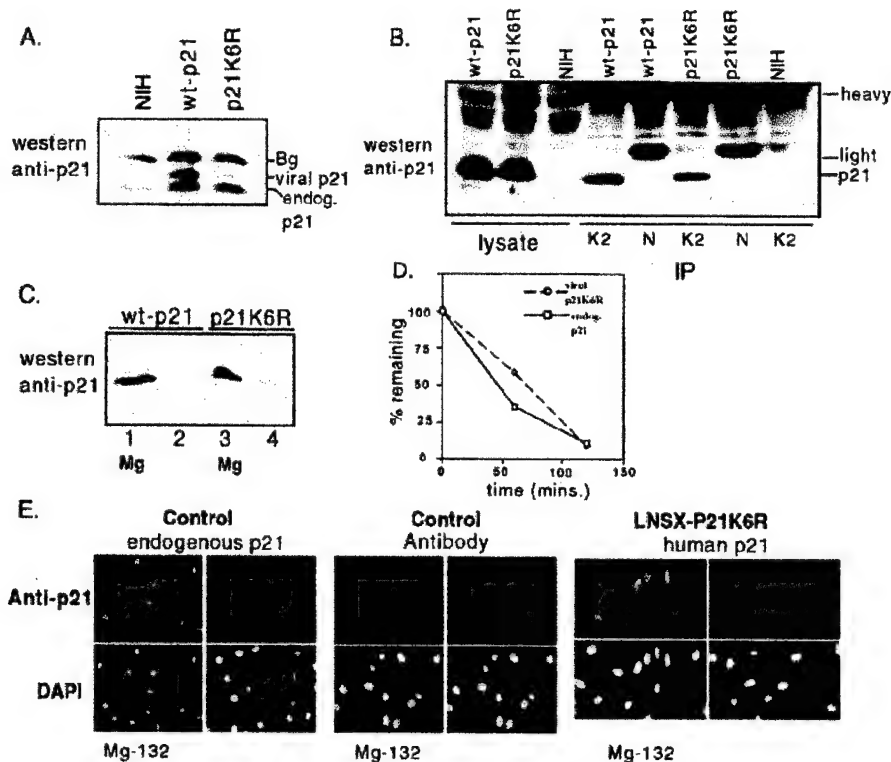 A.
NIH
wt-p21
p21K6R
western
anti-p21
Bg
viral p21
endog.
p21
B.
wt-p21
p21K6R
NIH
wt-p21
wt-p21
p21K6R
p21K6R
NIH
western
anti-p21
heavy
light
p21
lysate
K2 N K2 N K2
IP
C.
wt-p21 p21K6R
western
anti-p21
1 2 3 4
Mg Mg
D.
viral
p21K6R
endog.
p21
% remaining
100
75
50
25
0
0 50 100 150
time (mins.)
E.
Control
endogenous p21
Control
Antibody
LNSX-P21K6R
human p21
Anti-p21
DAPI
Mg-132 Mg-132 Mg-132